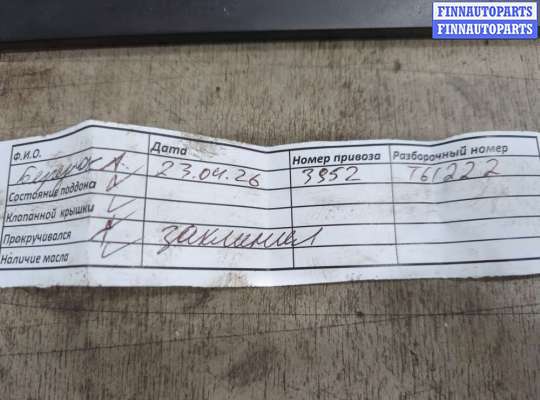 FINNAUTOPARTS
FINNAUTOPARTS
Ф.И.О. Дата Номер привоза Разборочный номер
А. 23.04.26 3952
Состояние поддона
Клапанной крышки
Прокручивался заклинил
Наличие масла